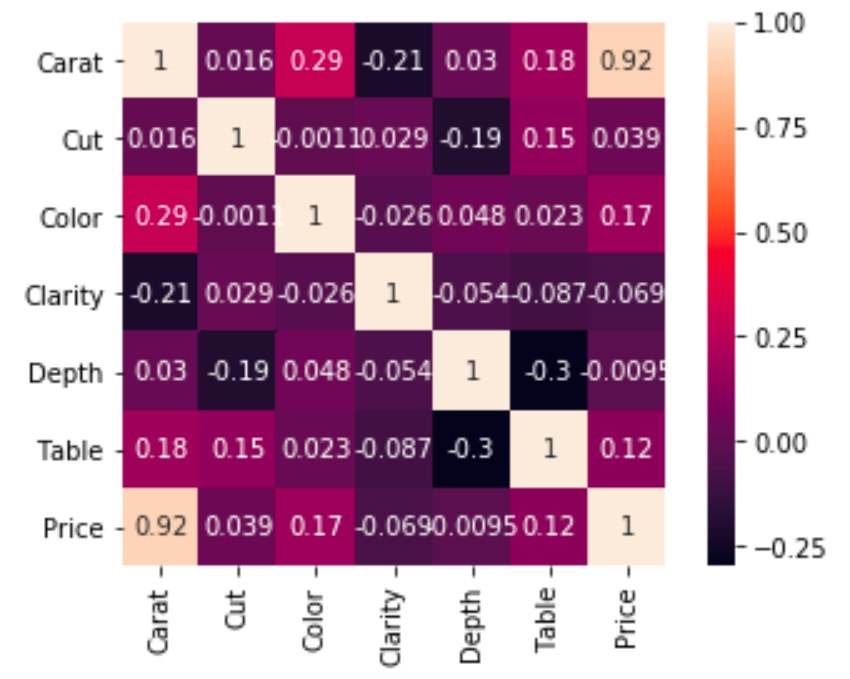 1.00
Carat 1 0.016 0.29 -0.21 0.03 0.18 0.92
0.75
Cut 0.016 1 -0.0011 0.029 -0.19 0.15 0.039
0.50
Color 0.29 -0.0011 1 -0.026 0.048 0.023 0.17
0.25
Clarity -0.21 0.029 -0.026 1 -0.054 -0.087 -0.069
Depth 0.03 -0.19 0.048 -0.054 1 -0.3 -0.0095
0.00
Table 0.18 0.15 0.023 -0.087 -0.3 1 0.12
Price 0.92 0.039 0.17 -0.069 -0.0095 0.12 1
−0.25
Carat Cut Color Clarity Depth Table Price